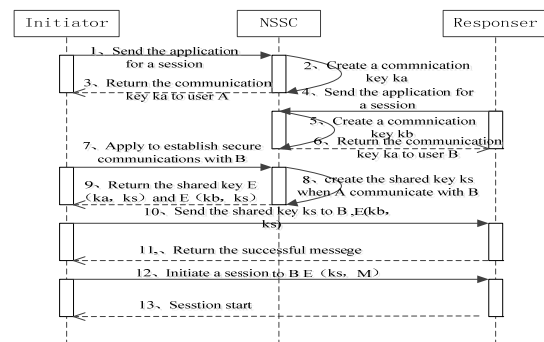 Initiator
NSSC
Responser
1、Send the application
for a session
2、Create a commnication
key ka
3、Return the communication
key ka to user A
4、Send the application for
a session
5、Create a commnication
key kb
6、Return the communication
key ka to user B
7、Apply to establish secure
communications with B
8、create the shared key ks
when A communicate with B
9、Return the shared key E
(ka, ks) and E (kb, ks)
10、Send the shared key ks to B ,E(kb,
ks)
11,、Return the successful messege
12、Initiate a session to B E (ks, M)
13、Sesstion start